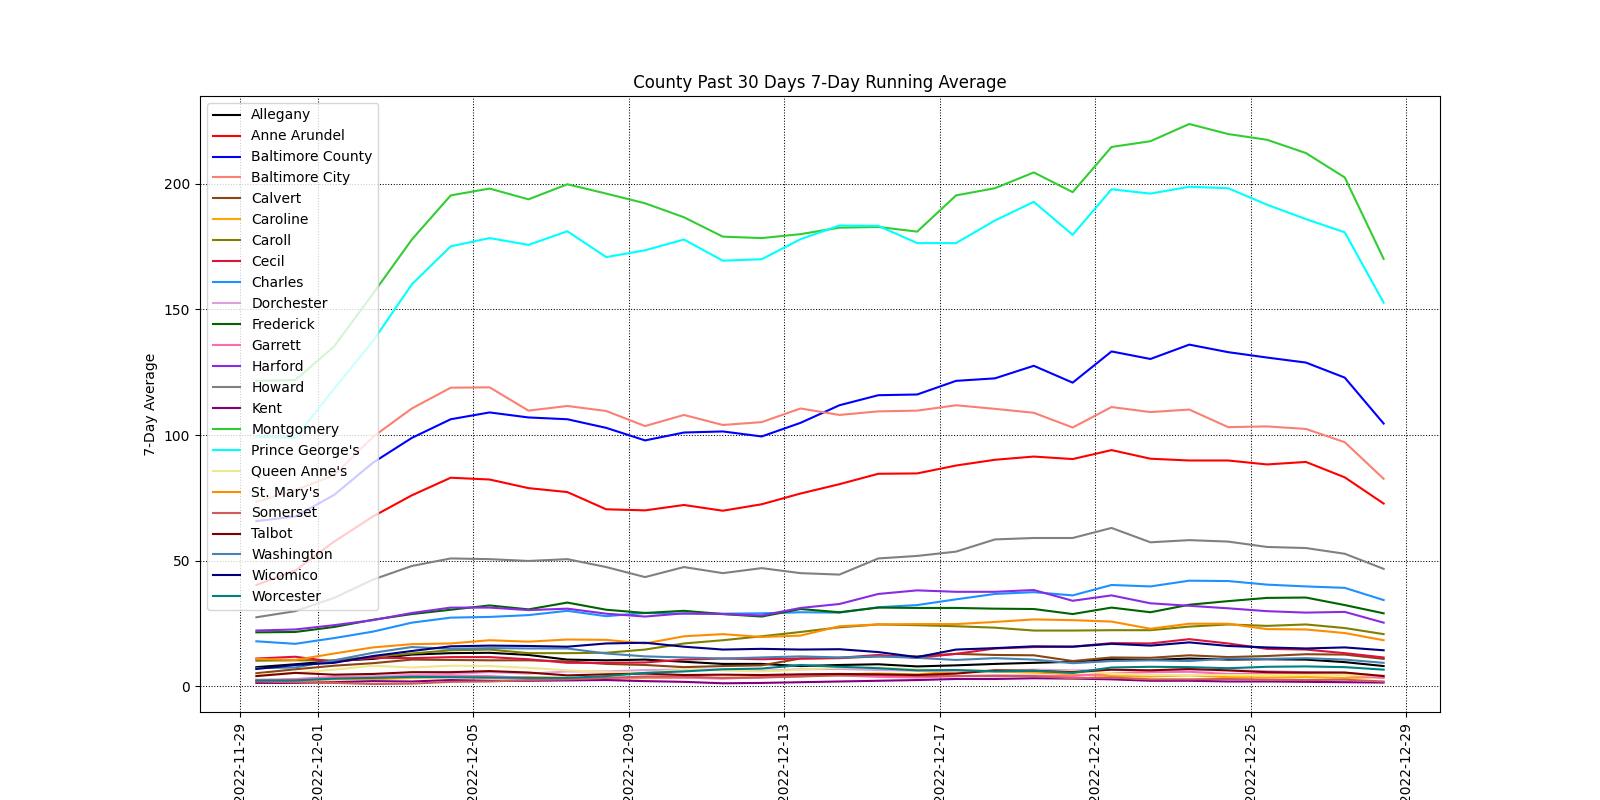 County Past 30 Days 7-Day Running Average
Allegany
Anne Arundel
Baltimore County
Baltimore City
Calvert
Caroline
Caroll
Cecil
Charles
Dorchester
Frederick
Garrett
Harford
Howard
Kent
Montgomery
Prince George's
Queen Anne's
St. Mary's
Somerset
Talbot
Washington
Wicomico
Worcester
7-Day Average
200
150
100
50
0
2022-11-29
2022-12-01
2022-12-05
2022-12-09
2022-12-13
2022-12-17
2022-12-21
2022-12-25
2022-12-29